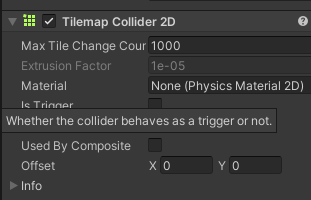 Tilemap Collider 2D
Max Tile Change Cour 1000
Extrusion Factor 1e-05
Material None (Physics Material 2D)
Is Trigger
Whether the collider behaves as a trigger or not.
Used By Composite
Offset X 0 Y 0
Info